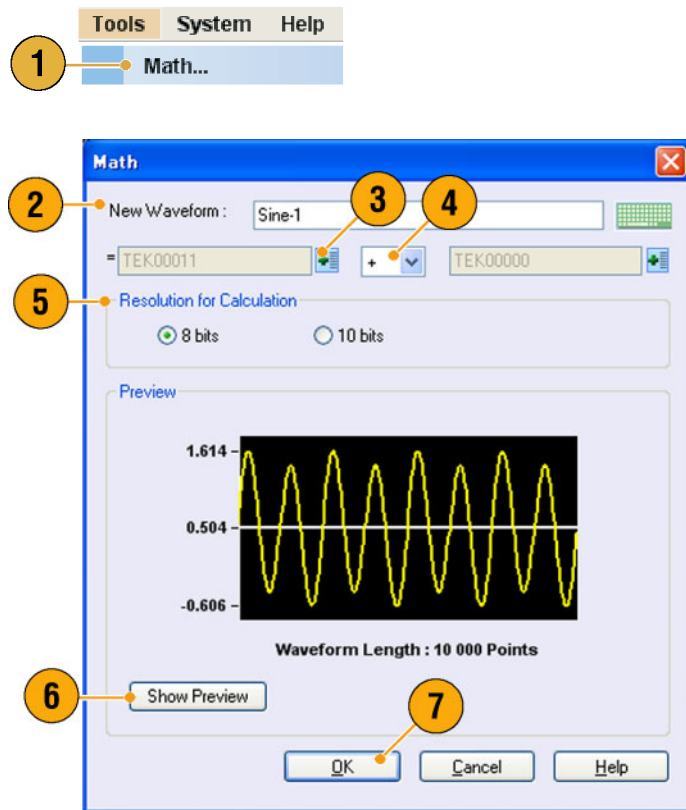 Tools System Help
1 Math...
Math
2 New Waveform : Sine-1 3 4
= TEK00011 + TEK00000
5 Resolution for Calculation
8 bits 10 bits
Preview
1.614
0.504
-0.606
Waveform Length : 10 000 Points
6 Show Preview 7
OK Cancel Help